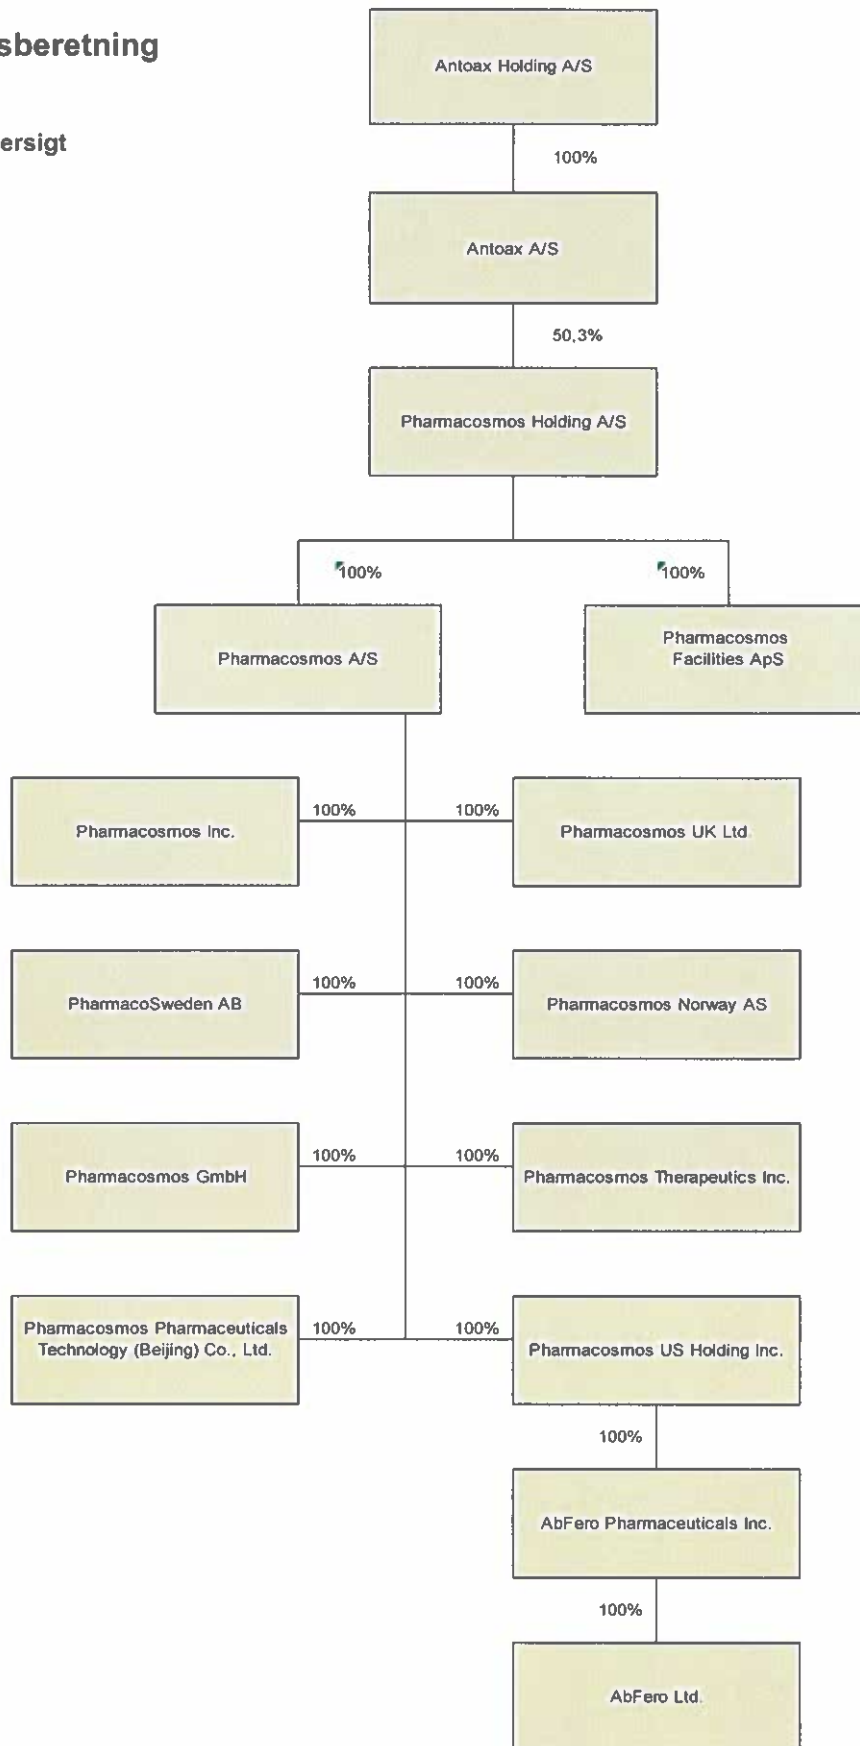 sberetning
Antoax Holding A/S
ersigt
100%
Antoax A/S
50,3%
Pharmacosmos Holding A/S
100%
100%
Pharmacosmos A/S
Pharmacosmos
Facilities ApS
Pharmacosmos Inc.
100%
100%
Pharmacosmos UK Ltd.
PharmacoSweden AB
100%
100%
Pharmacosmos Norway AS
Pharmacosmos GmbH
100%
100%
Pharmacosmos Therapeutics Inc.
Pharmacosmos Pharmaceuticals
Technology (Beijing) Co., Ltd.
100%
100%
Pharmacosmos US Holding Inc.
100%
AbFero Pharmaceuticals Inc.
100%
AbFero Ltd.